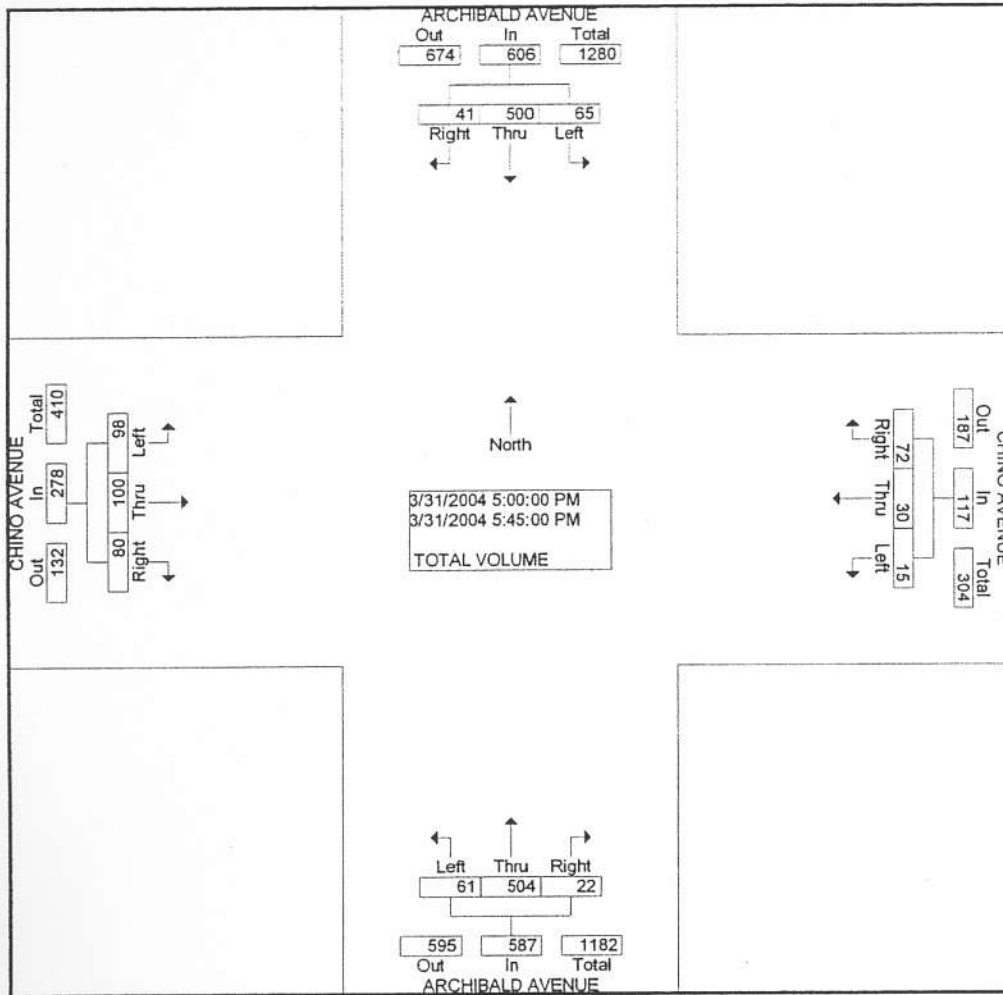 ARCHIBALD AVENUE
Out In Total
674 606 1280
41 500 65
Right Thru Left
CHINO AVENUE
Total In Out
410 278 132
98 100 80
Left Thru Right
North
3/31/2004 5:00:00 PM
3/31/2004 5:45:00 PM
TOTAL VOLUME
Right Thru Left
72 30 15
187 117 304
Out In Total
CHINO AVENUE
Left Thru Right
61 504 22
595 587 1182
Out In Total
ARCHIBALD AVENUE